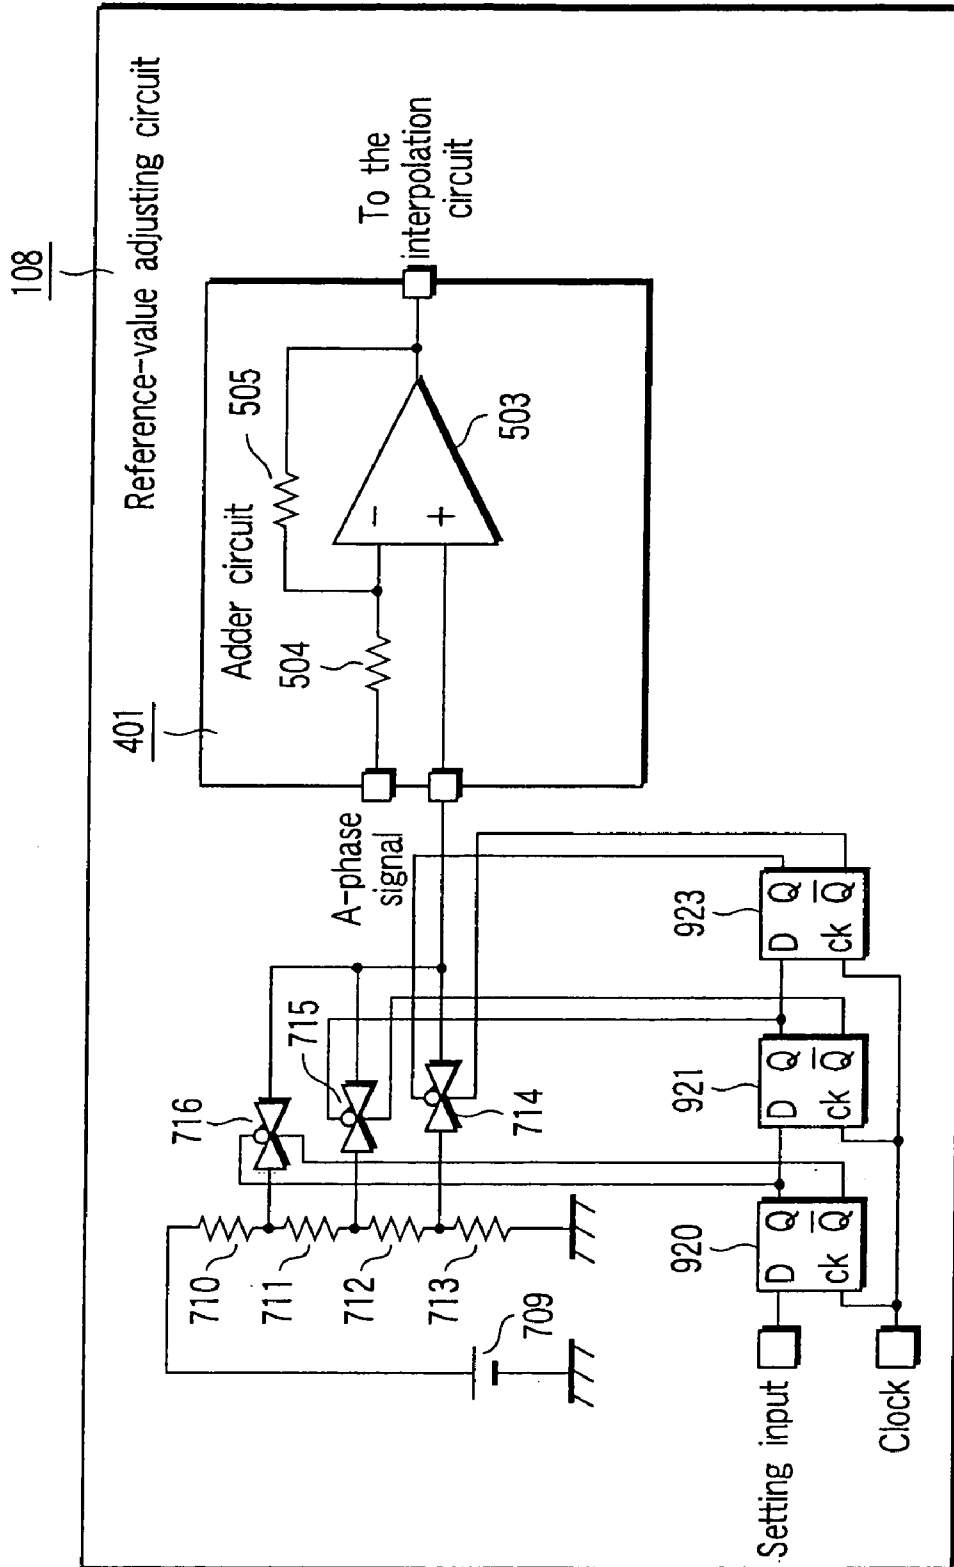 108
Reference-value adjusting circuit
401
Adder circuit
505
504
-
+
503
To the
interpolation
circuit
A-phase
signal
716
715
714
710
711
712
713
709
920
D Q
ck Q̅
921
D Q
ck Q̅
923
D Q
ck Q̅
Setting input
Clock